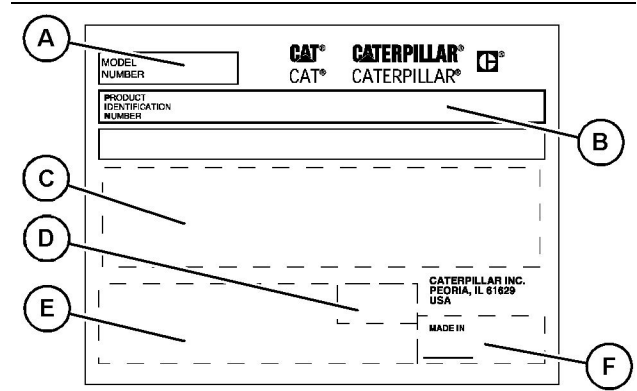 A
MODEL
NUMBER
CAT® CATERPILLAR® C®
CAT® CATERPILLAR®
PRODUCT
IDENTIFICATION
NUMBER
B
C
D
E
CATERPILLAR INC.
PEORIA, IL 61629
USA
MADE IN
F